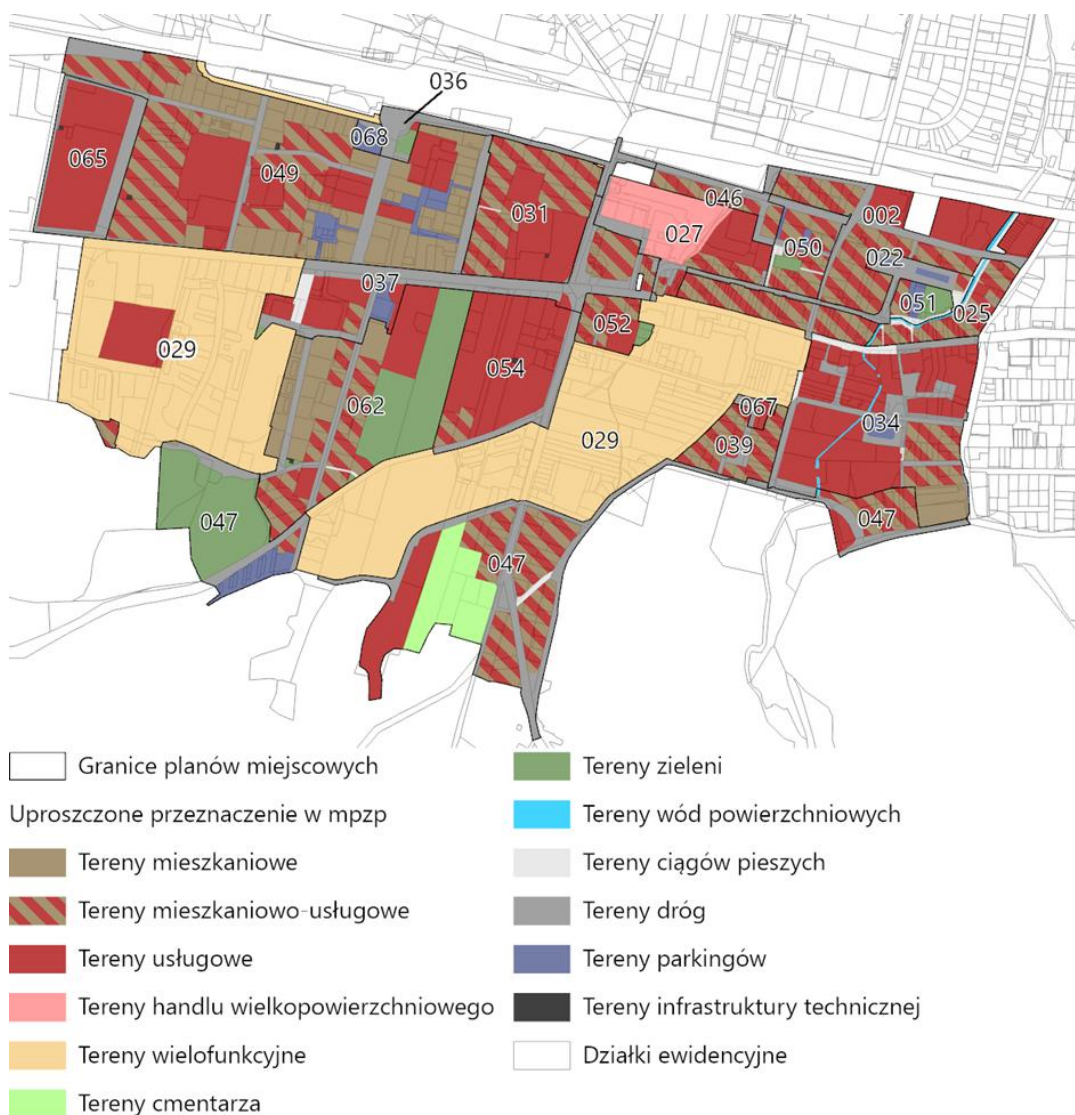 036
068
065
049
031
046
002
027
050
022
037
051
025
052
029
054
062
067
034
029
039
047
047
047
Granice planów miejscowych
Uproszczone przeznaczenie w mpzp
Tereny mieszkaniowe
Tereny mieszkaniowo-usługowe
Tereny usługowe
Tereny handlu wielkopowierzchniowego
Tereny wielofunkcyjne
Tereny cmentarza
Tereny zieleni
Tereny wód powierzchniowych
Tereny ciągów pieszych
Tereny dróg
Tereny parkingów
Tereny infrastruktury technicznej
Działki ewidencyjne